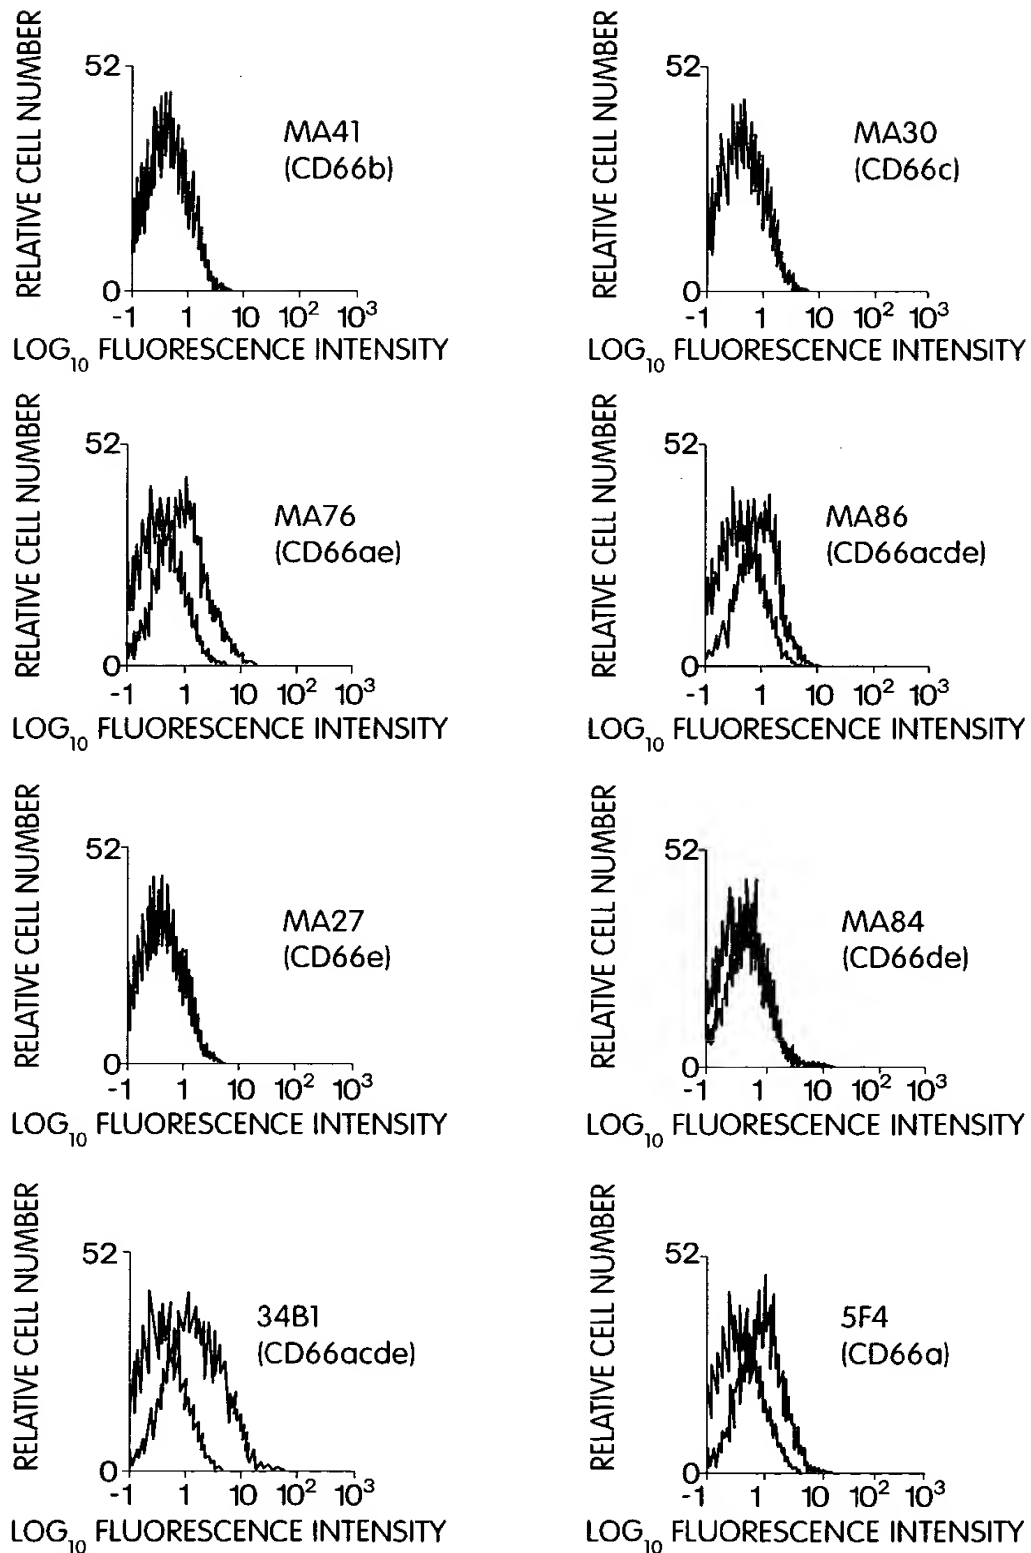 RELATIVE CELL NUMBER
52
0
-1 1 10 10² 10³
LOG₁₀ FLUORESCENCE INTENSITY
MA41
(CD66b)
RELATIVE CELL NUMBER
52
0
-1 1 10 10² 10³
LOG₁₀ FLUORESCENCE INTENSITY
MA30
(CD66c)
RELATIVE CELL NUMBER
52
0
-1 1 10 10² 10³
LOG₁₀ FLUORESCENCE INTENSITY
MA76
(CD66ae)
RELATIVE CELL NUMBER
52
0
-1 1 10 10² 10³
LOG₁₀ FLUORESCENCE INTENSITY
MA86
(CD66acde)
RELATIVE CELL NUMBER
52
0
-1 1 10 10² 10³
LOG₁₀ FLUORESCENCE INTENSITY
MA27
(CD66e)
RELATIVE CELL NUMBER
52
0
-1 1 10 10² 10³
LOG₁₀ FLUORESCENCE INTENSITY
MA84
(CD66de)
RELATIVE CELL NUMBER
52
0
-1 1 10 10² 10³
LOG₁₀ FLUORESCENCE INTENSITY
34B1
(CD66acde)
RELATIVE CELL NUMBER
52
0
-1 1 10 10² 10³
LOG₁₀ FLUORESCENCE INTENSITY
5F4
(CD66a)